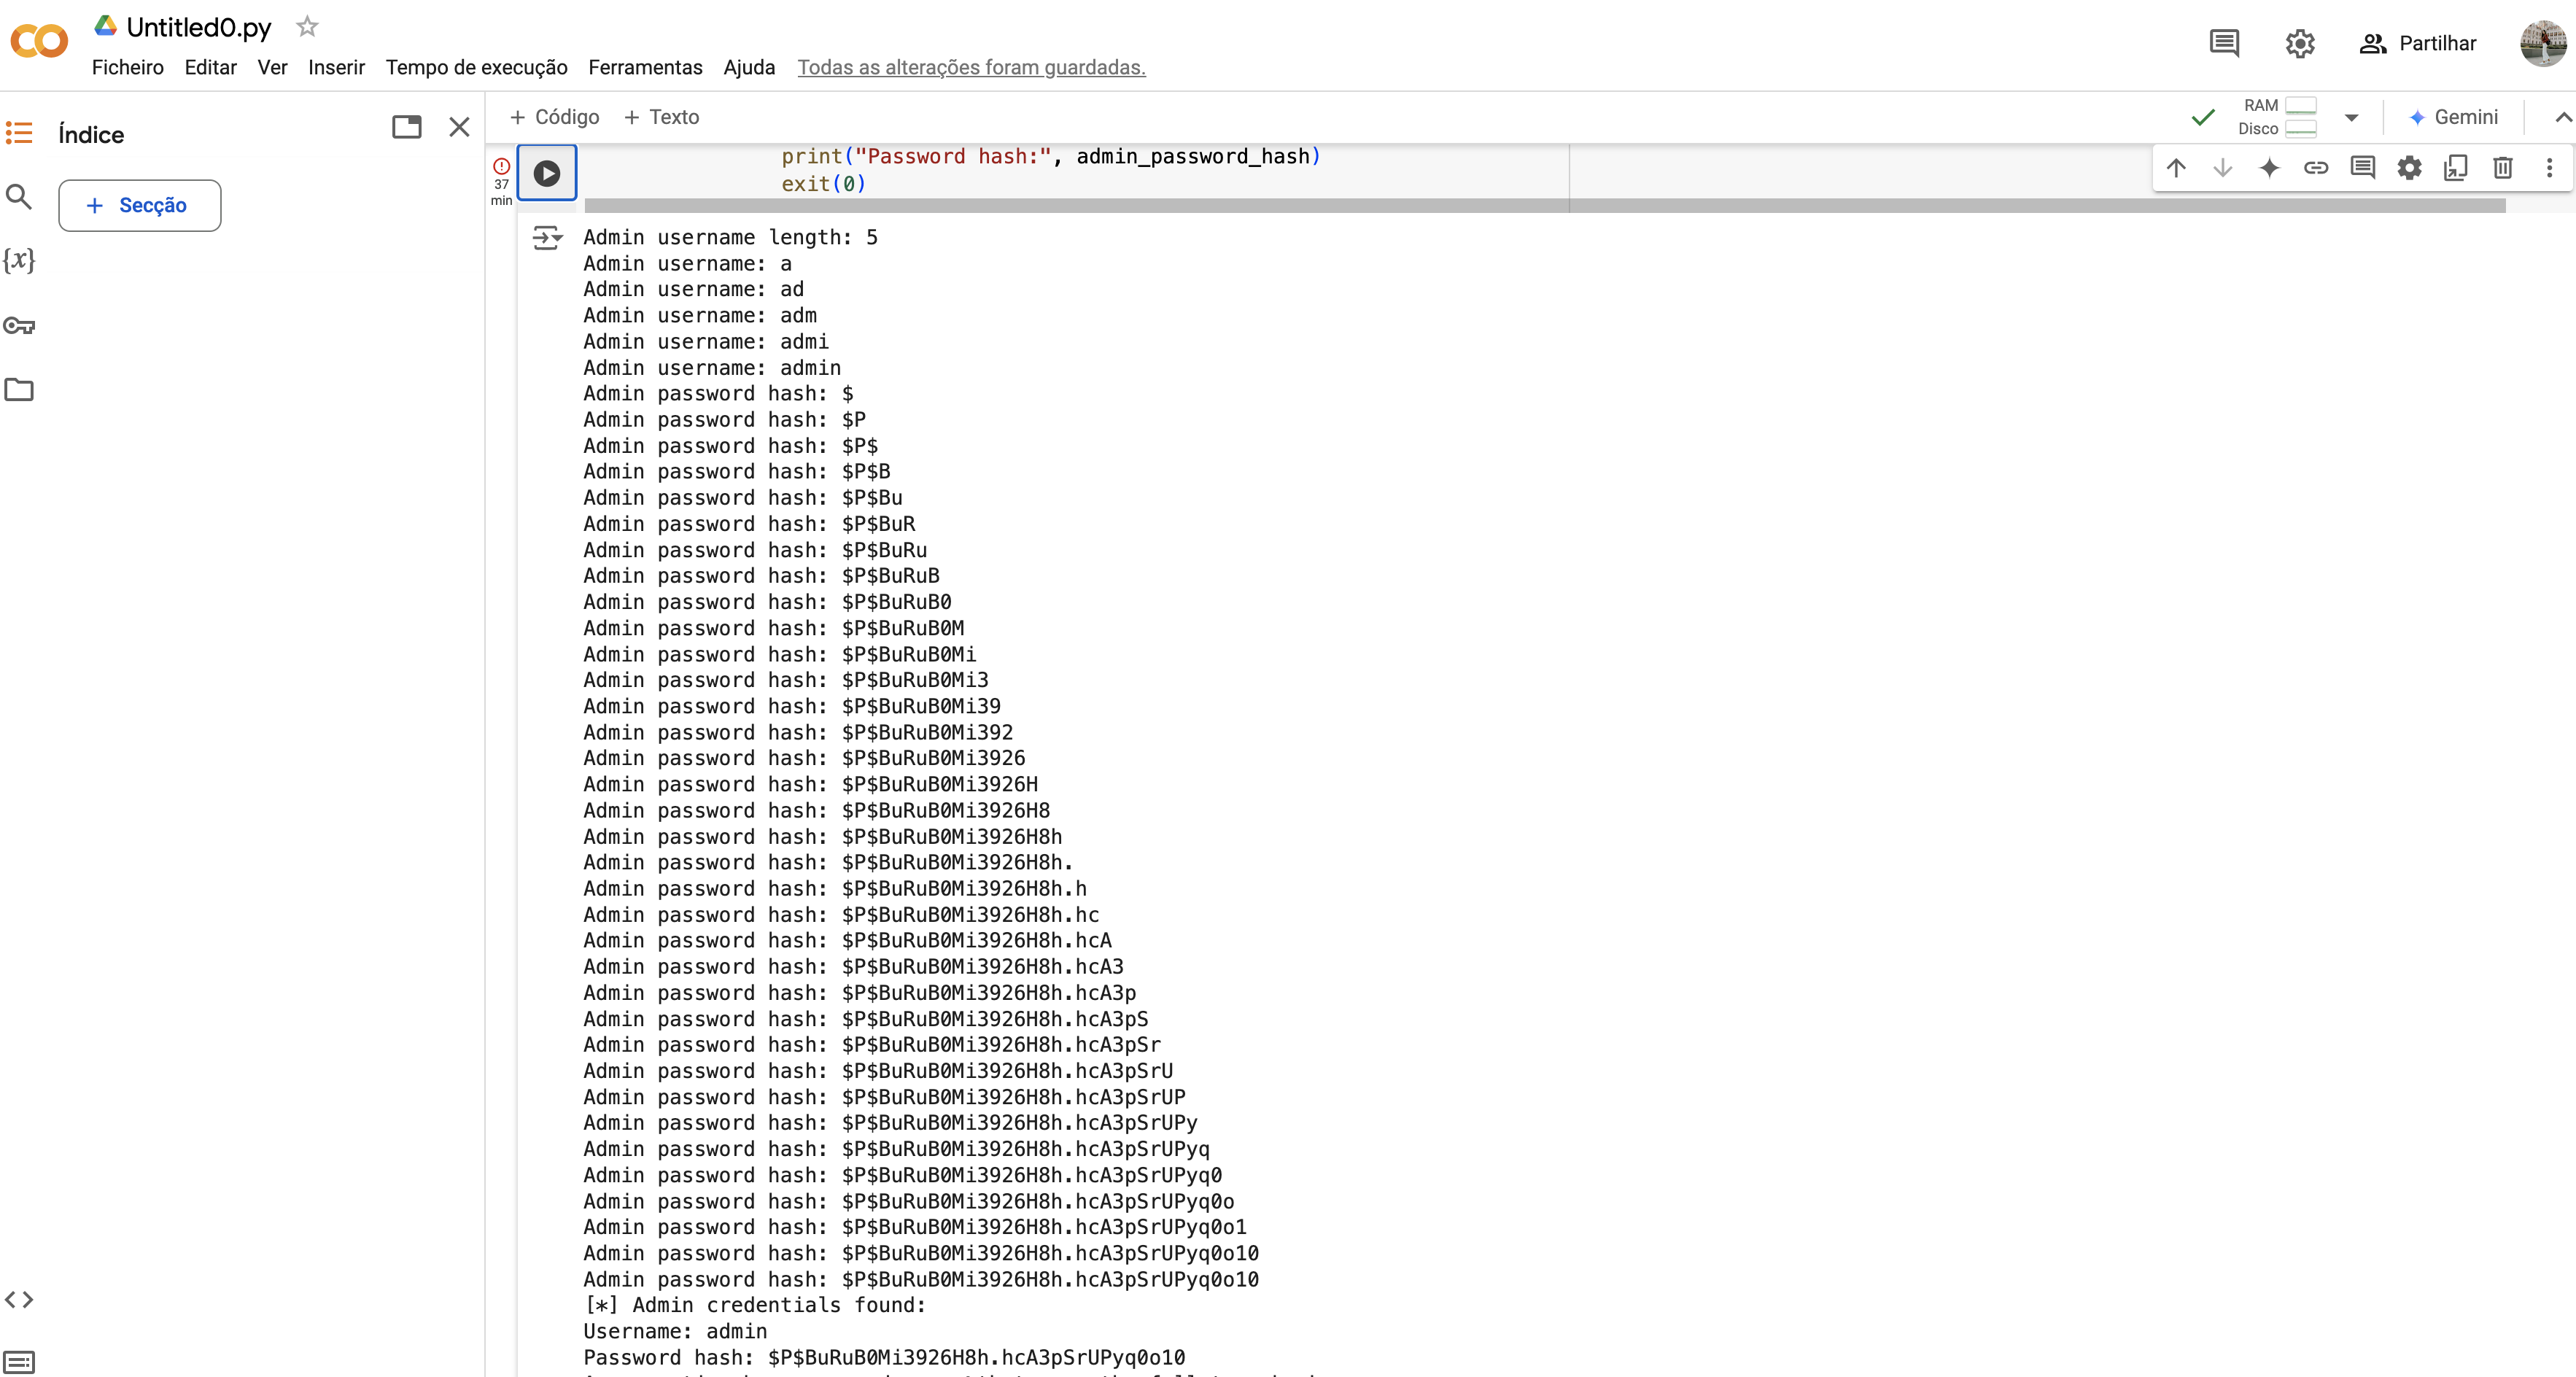 Untitled0.py
Ficheiro Editar Ver Inserir Tempo de execução Ferramentas Ajuda Todas as alterações foram guardadas.
Partilhar
Índice
+ Secção
{x}
+ Código + Texto
RAM
Disco
Gemini
37
min
print("Password hash:", admin_password_hash)
exit(0)
Admin username length: 5
Admin username: a
Admin username: ad
Admin username: adm
Admin username: admi
Admin username: admin
Admin password hash: $
Admin password hash: $P
Admin password hash: $P$
Admin password hash: $P$B
Admin password hash: $P$Bu
Admin password hash: $P$BuR
Admin password hash: $P$BuRu
Admin password hash: $P$BuRuB
Admin password hash: $P$BuRuB0
Admin password hash: $P$BuRuB0M
Admin password hash: $P$BuRuB0Mi
Admin password hash: $P$BuRuB0Mi3
Admin password hash: $P$BuRuB0Mi39
Admin password hash: $P$BuRuB0Mi392
Admin password hash: $P$BuRuB0Mi3926
Admin password hash: $P$BuRuB0Mi3926H
Admin password hash: $P$BuRuB0Mi3926H8
Admin password hash: $P$BuRuB0Mi3926H8h
Admin password hash: $P$BuRuB0Mi3926H8h.
Admin password hash: $P$BuRuB0Mi3926H8h.h
Admin password hash: $P$BuRuB0Mi3926H8h.hc
Admin password hash: $P$BuRuB0Mi3926H8h.hcA
Admin password hash: $P$BuRuB0Mi3926H8h.hcA3
Admin password hash: $P$BuRuB0Mi3926H8h.hcA3p
Admin password hash: $P$BuRuB0Mi3926H8h.hcA3pS
Admin password hash: $P$BuRuB0Mi3926H8h.hcA3pSr
Admin password hash: $P$BuRuB0Mi3926H8h.hcA3pSrU
Admin password hash: $P$BuRuB0Mi3926H8h.hcA3pSrUP
Admin password hash: $P$BuRuB0Mi3926H8h.hcA3pSrUPy
Admin password hash: $P$BuRuB0Mi3926H8h.hcA3pSrUPyq
Admin password hash: $P$BuRuB0Mi3926H8h.hcA3pSrUPyq0
Admin password hash: $P$BuRuB0Mi3926H8h.hcA3pSrUPyq0o
Admin password hash: $P$BuRuB0Mi3926H8h.hcA3pSrUPyq0o1
Admin password hash: $P$BuRuB0Mi3926H8h.hcA3pSrUPyq0o10
Admin password hash: $P$BuRuB0Mi3926H8h.hcA3pSrUPyq0o10
[*] Admin credentials found:
Username: admin
Password hash: $P$BuRuB0Mi3926H8h.hcA3pSrUPyq0o10